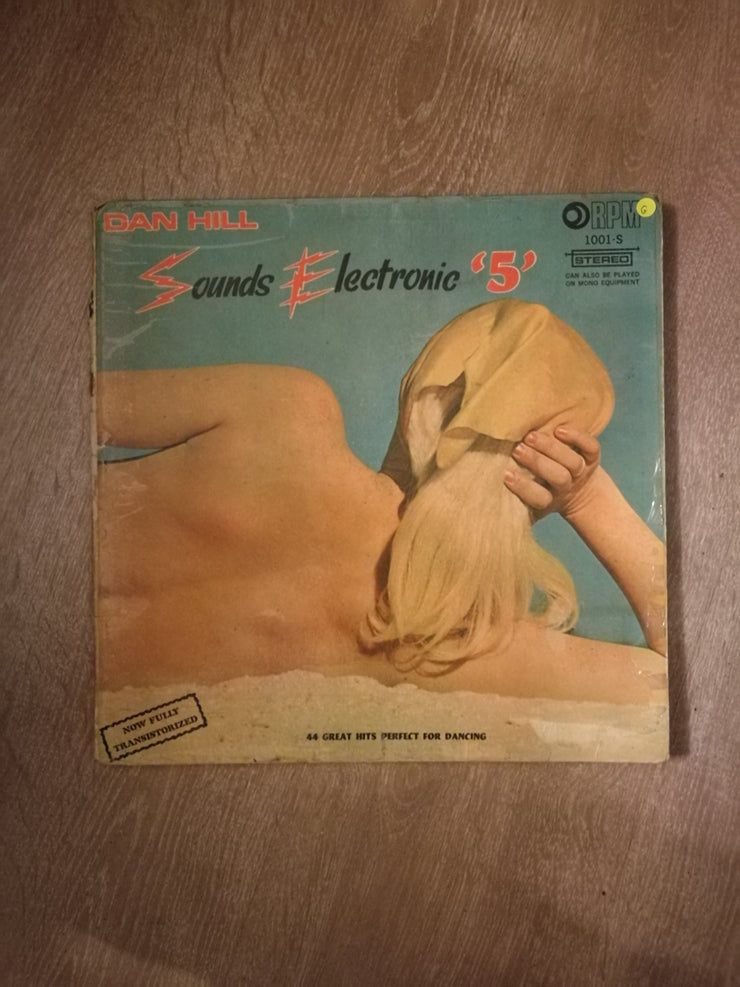 DAN HILL
RPM
G
1001-S
STEREO
CAN ALSO BE PLAYED
ON MONO EQUIPMENT
Sounds Electronic ‘5’
NOW FULLY
TRANSISTORIZED
44 GREAT HITS PERFECT FOR DANCING